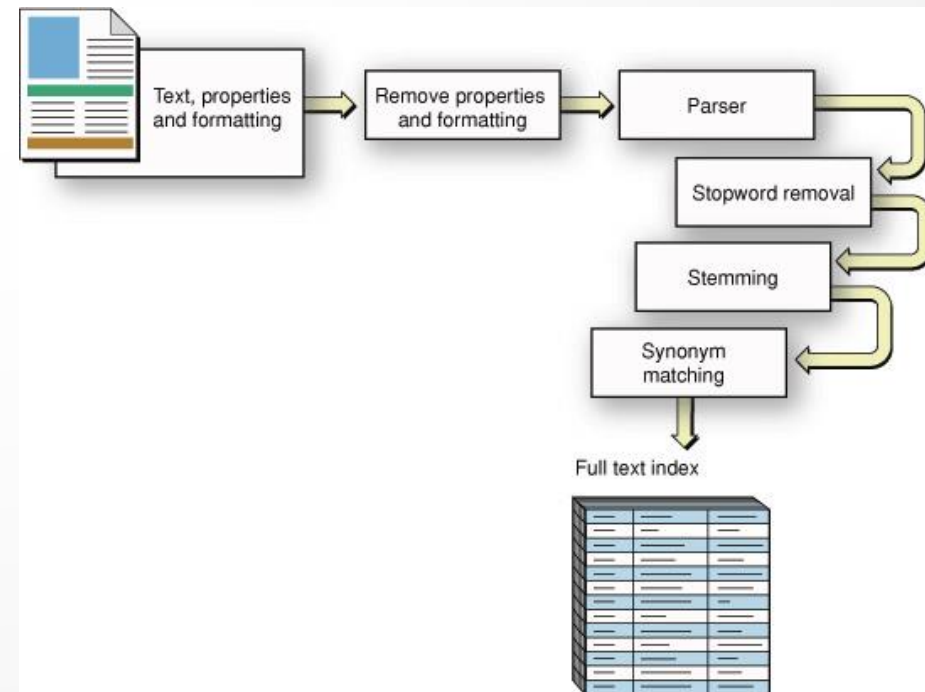 Text, properties
and formatting
Remove properties
and formatting
Parser
Stopword removal
Stemming
Synonym
matching
Full text index